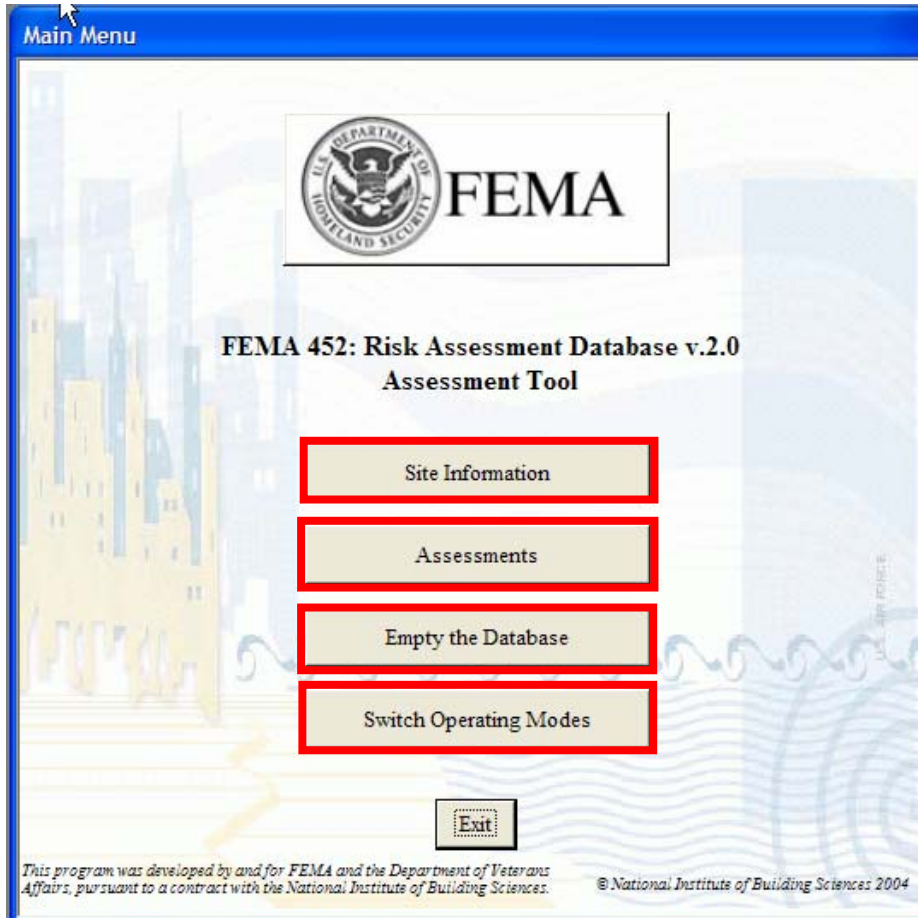 Main Menu
U.S. DEPARTMENT OF
HOMELAND SECURITY
FEMA
FEMA 452: Risk Assessment Database v.2.0
Assessment Tool
Site Information
Assessments
U.S. AIR FORCE
Empty the Database
Switch Operating Modes
Exit
This program was developed by and for FEMA and the Department of Veterans
Affairs, pursuant to a contract with the National Institute of Building Sciences.
© National Institute of Building Sciences 2004